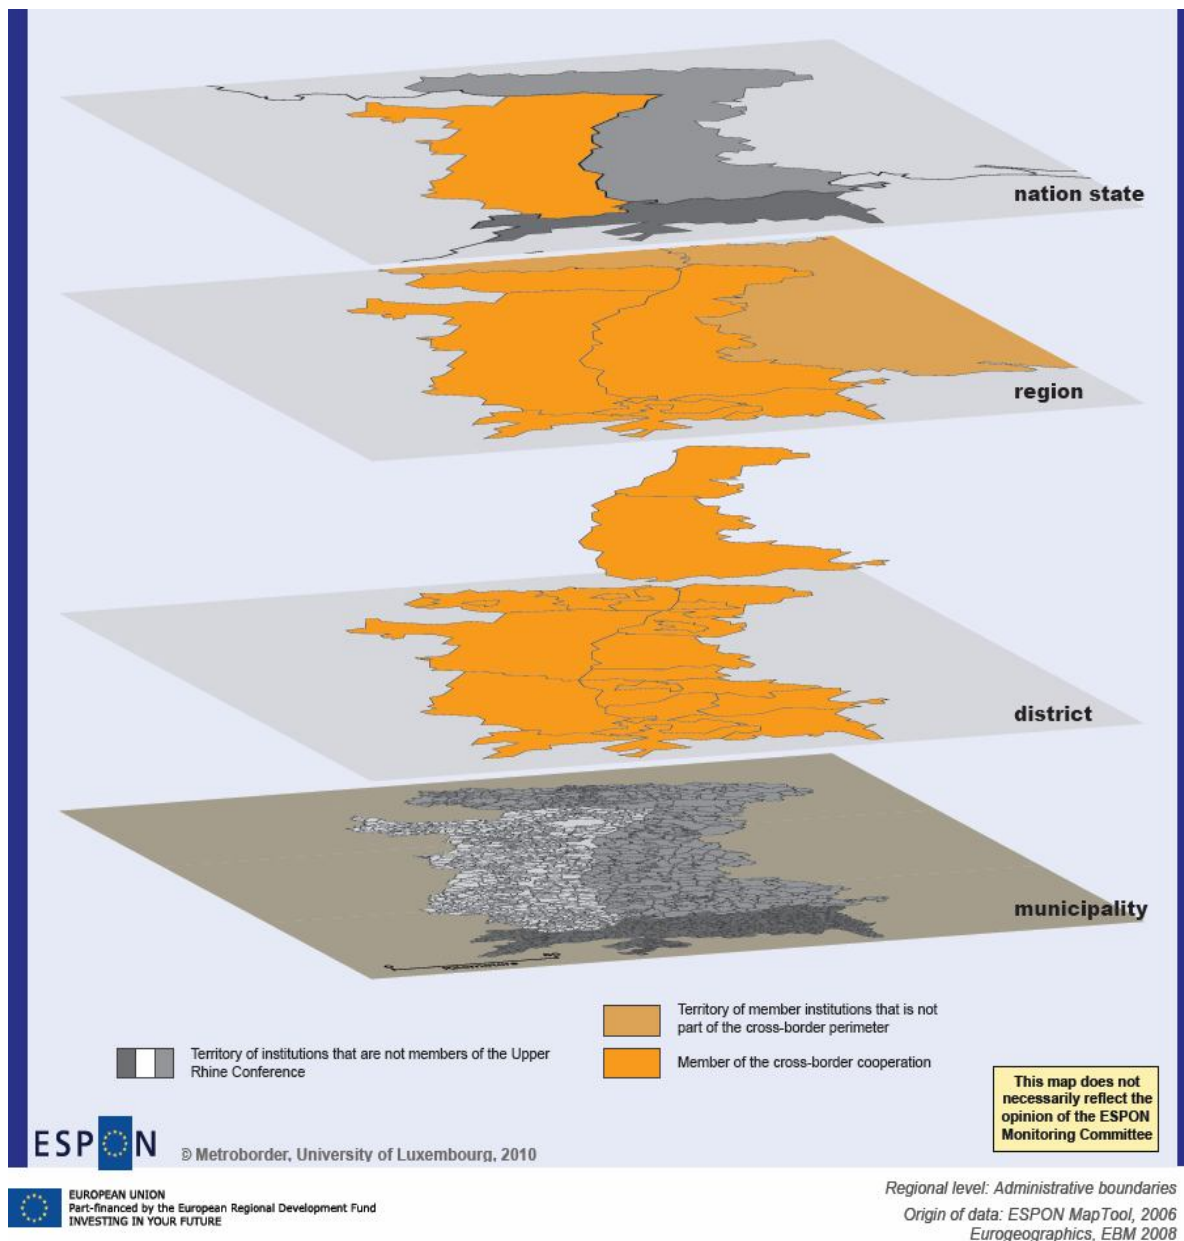 nation state
region
district
municipality
0
Territory of member institutions that is not
part of the cross-border perimeter
Territory of institutions that are not members of the Upper
Rhine Conference
Member of the cross-border cooperation
This map does not
necessarily reflect the
opinion of the ESPON
Monitoring Committee
ESPON
© Metroborder, University of Luxembourg, 2010
EUROPEAN UNION
Part-financed by the European Regional Development Fund
INVESTING IN YOUR FUTURE
Regional level: Administrative boundaries
Origin of data: ESPON MapTool, 2006
Eurogeographics, EBM 2008